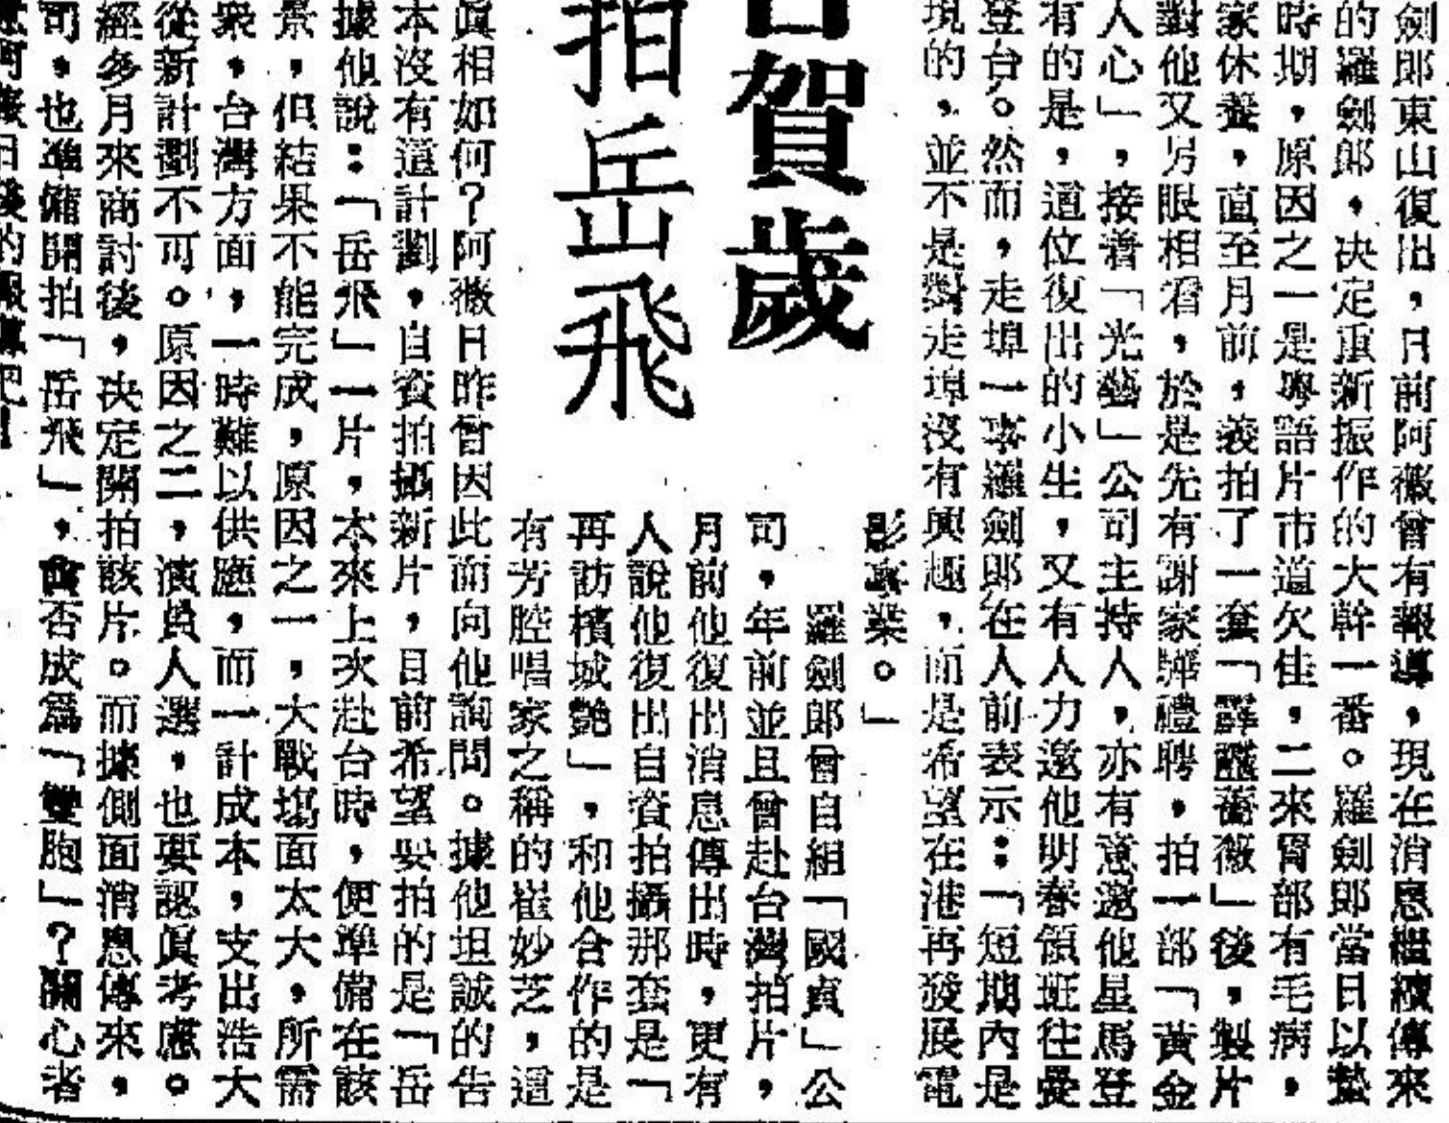 劍郎東山復出，日前阿薇曾有報導，現在消息繼續傳來
的羅劍郎，决定重新振作的大幹一番。羅劍郎當日以蟄
時期，原因之一是粵語片市道欠佳，二來胃部有毛病，
家休養，直至月前，義拍了一套「霹靂薔薇」後，製片
對他又另眼相看，於是先有謝家驊禮聘，拍一部「黃金
人心」，接着「光藝」公司主持人，亦有意邀他星馬登
有的是，這位復出的小生，又有人力邀他明春領班往曼
登台。然而，走埠一事羅劍郎在人前表示：「短期內是
現的，並不是對走埠沒有興趣，而是希望在港再發展電
賀歲
拍岳飛
影事業。」
羅劍郎曾自組「國賓」公
司，年前並且曾赴台灣拍片，
月前他復出消息傳出時，更有
人說他復出自資拍攝那套是「
再訪檳城艷」，和他合作的是
有芳腔唱家之稱的崔妙芝，這
眞相如何？阿薇日昨曾因此而向他詢問。據他坦誠的告
本沒有這計劃，自資拍攝新片，日前希望要拍的是「岳
據他說：「岳飛」一片，本來上次赴台時，便準備在該
景，但結果不能完成，原因之一，大戰塲面太大，所需
衆，台灣方面，一時難以供應，而一計成本，支出浩大
從新計劃不可。原因之二，演員人選，也要認眞考慮。
經多月來商討後，决定開拍該片。而據側面消息傳來，
司，也準備開拍「岳飛」，會否成爲「雙胞」？關心者